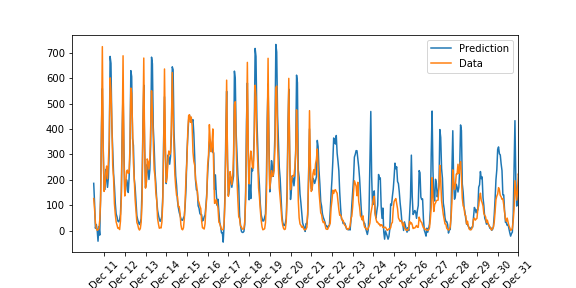 Prediction
Data
700
600
500
400
300
200
100
0
Dec 11
Dec 12
Dec 13
Dec 14
Dec 15
Dec 16
Dec 17
Dec 18
Dec 19
Dec 20
Dec 21
Dec 22
Dec 23
Dec 24
Dec 25
Dec 26
Dec 27
Dec 28
Dec 29
Dec 30
Dec 31